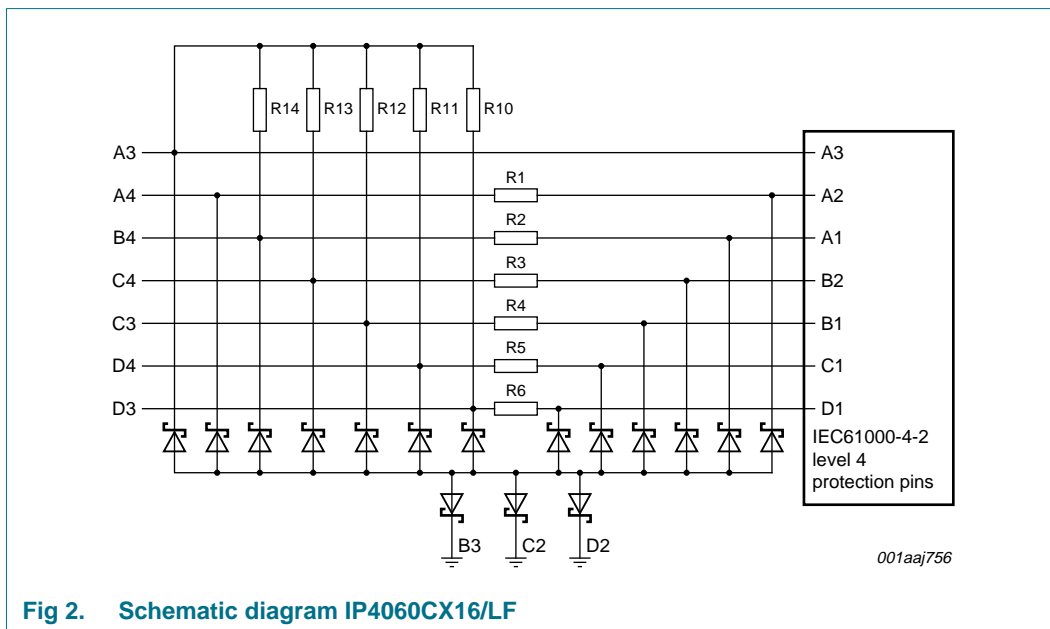 R14 R13 R12 R11 R10
A3 A3
R1
A4 A2
R2
B4 A1
R3
C4 B2
R4
C3 B1
R5
D4 C1
R6
D3 D1
IEC61000-4-2
level 4
protection pins
B3 C2 D2
001aaj756
Fig 2. Schematic diagram IP4060CX16/LF